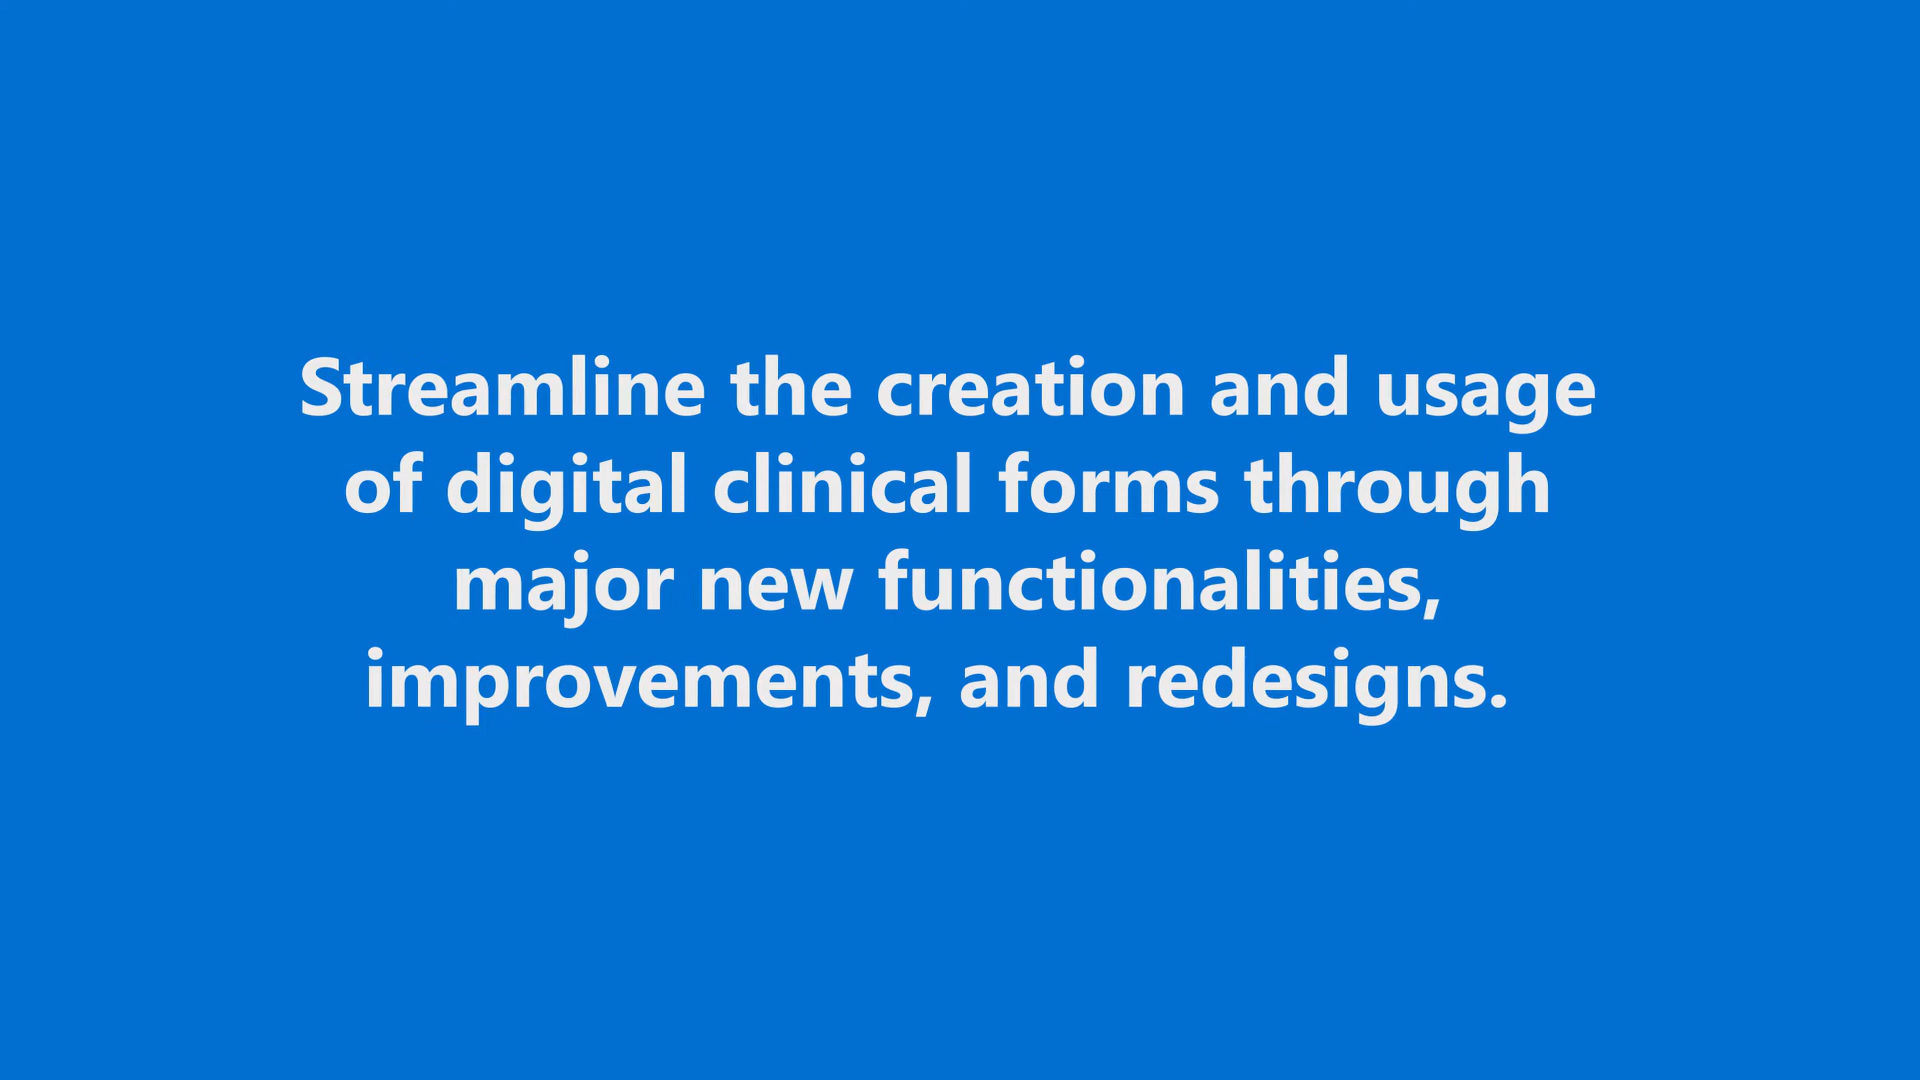 Streamline the creation and usage
of digital clinical forms through
major new functionalities,
improvements, and redesigns.